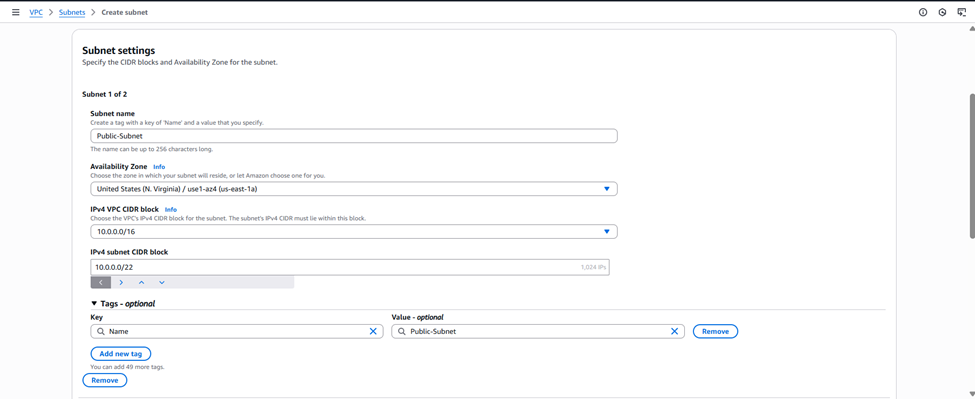 VPC > Subnets > Create subnet
Subnet settings
Specify the CIDR blocks and Availability Zone for the subnet.
Subnet 1 of 2
Subnet name
Create a tag with a key of 'Name' and a value that you specify.
Public-Subnet
The name can be up to 256 characters long.
Availability Zone Info
Choose the zone in which your subnet will reside, or let Amazon choose one for you.
United States (N. Virginia) / use1-az4 (us-east-1a)
IPv4 VPC CIDR block Info
Choose the VPC's IPv4 CIDR block for the subnet. The subnet's IPv4 CIDR must lie within this block.
10.0.0.0/16
IPv4 subnet CIDR block
10.0.0.0/22 1,024 IPs
Tags - optional
Key Value - optional
Name Public-Subnet Remove
Add new tag
You can add 49 more tags.
Remove